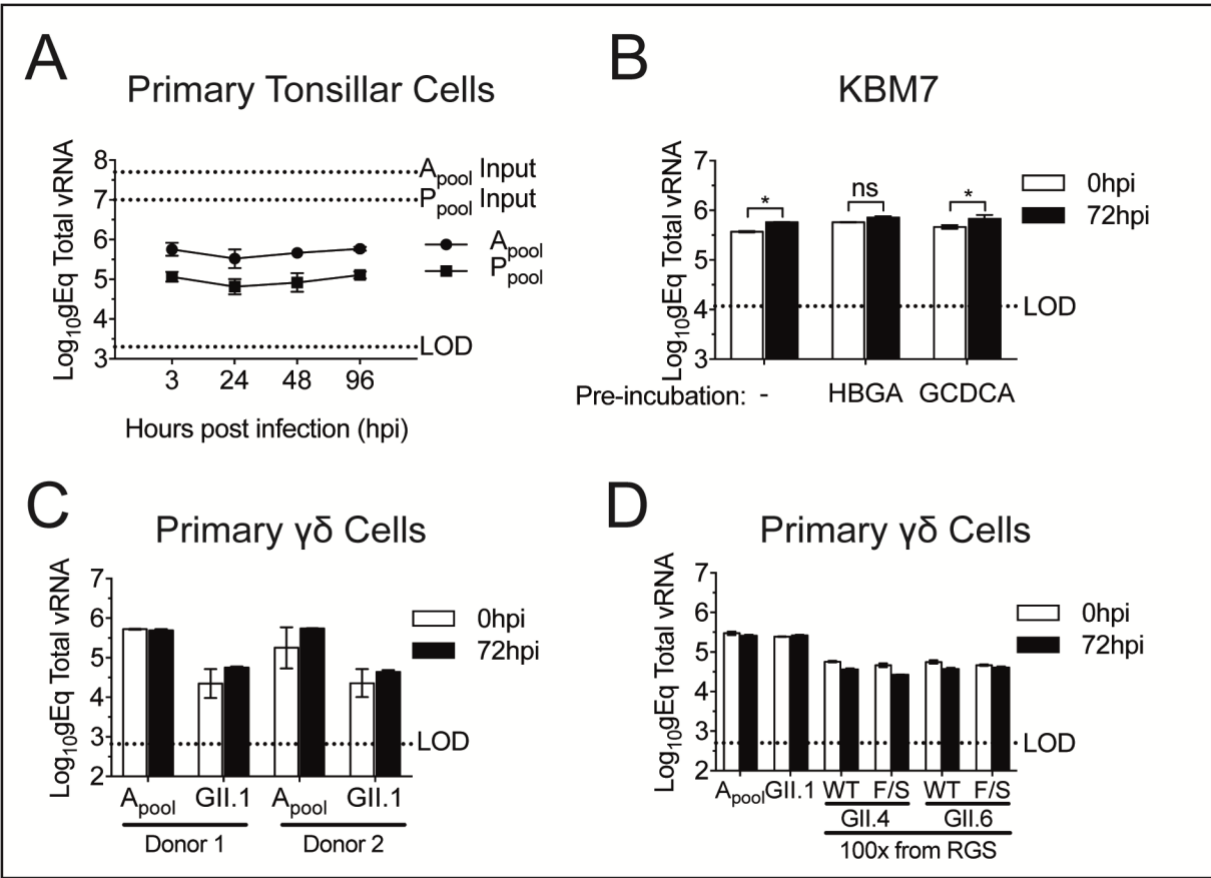 A
Primary Tonsillar Cells
Log10gEq Total vRNA
8
7
6
5
4
3
Apool Input
Ppool Input
Apool
Ppool
LOD
3 24 48 96
Hours post infection (hpi)
B
KBM7
Log10gEq Total vRNA
7
6
5
4
3
* ns *
0hpi
72hpi
LOD
Pre-incubation: - HBGA GCDCA
C
Primary γδ Cells
Log10gEq Total vRNA
7
6
5
4
3
2
0hpi
72hpi
LOD
Apool GII.1 Apool GII.1
Donor 1 Donor 2
D
Primary γδ Cells
Log10gEq Total vRNA
7
6
5
4
3
2
0hpi
72hpi
LOD
Apool GII.1 WT F/S WT F/S
GII.4 GII.6
100x from RGS